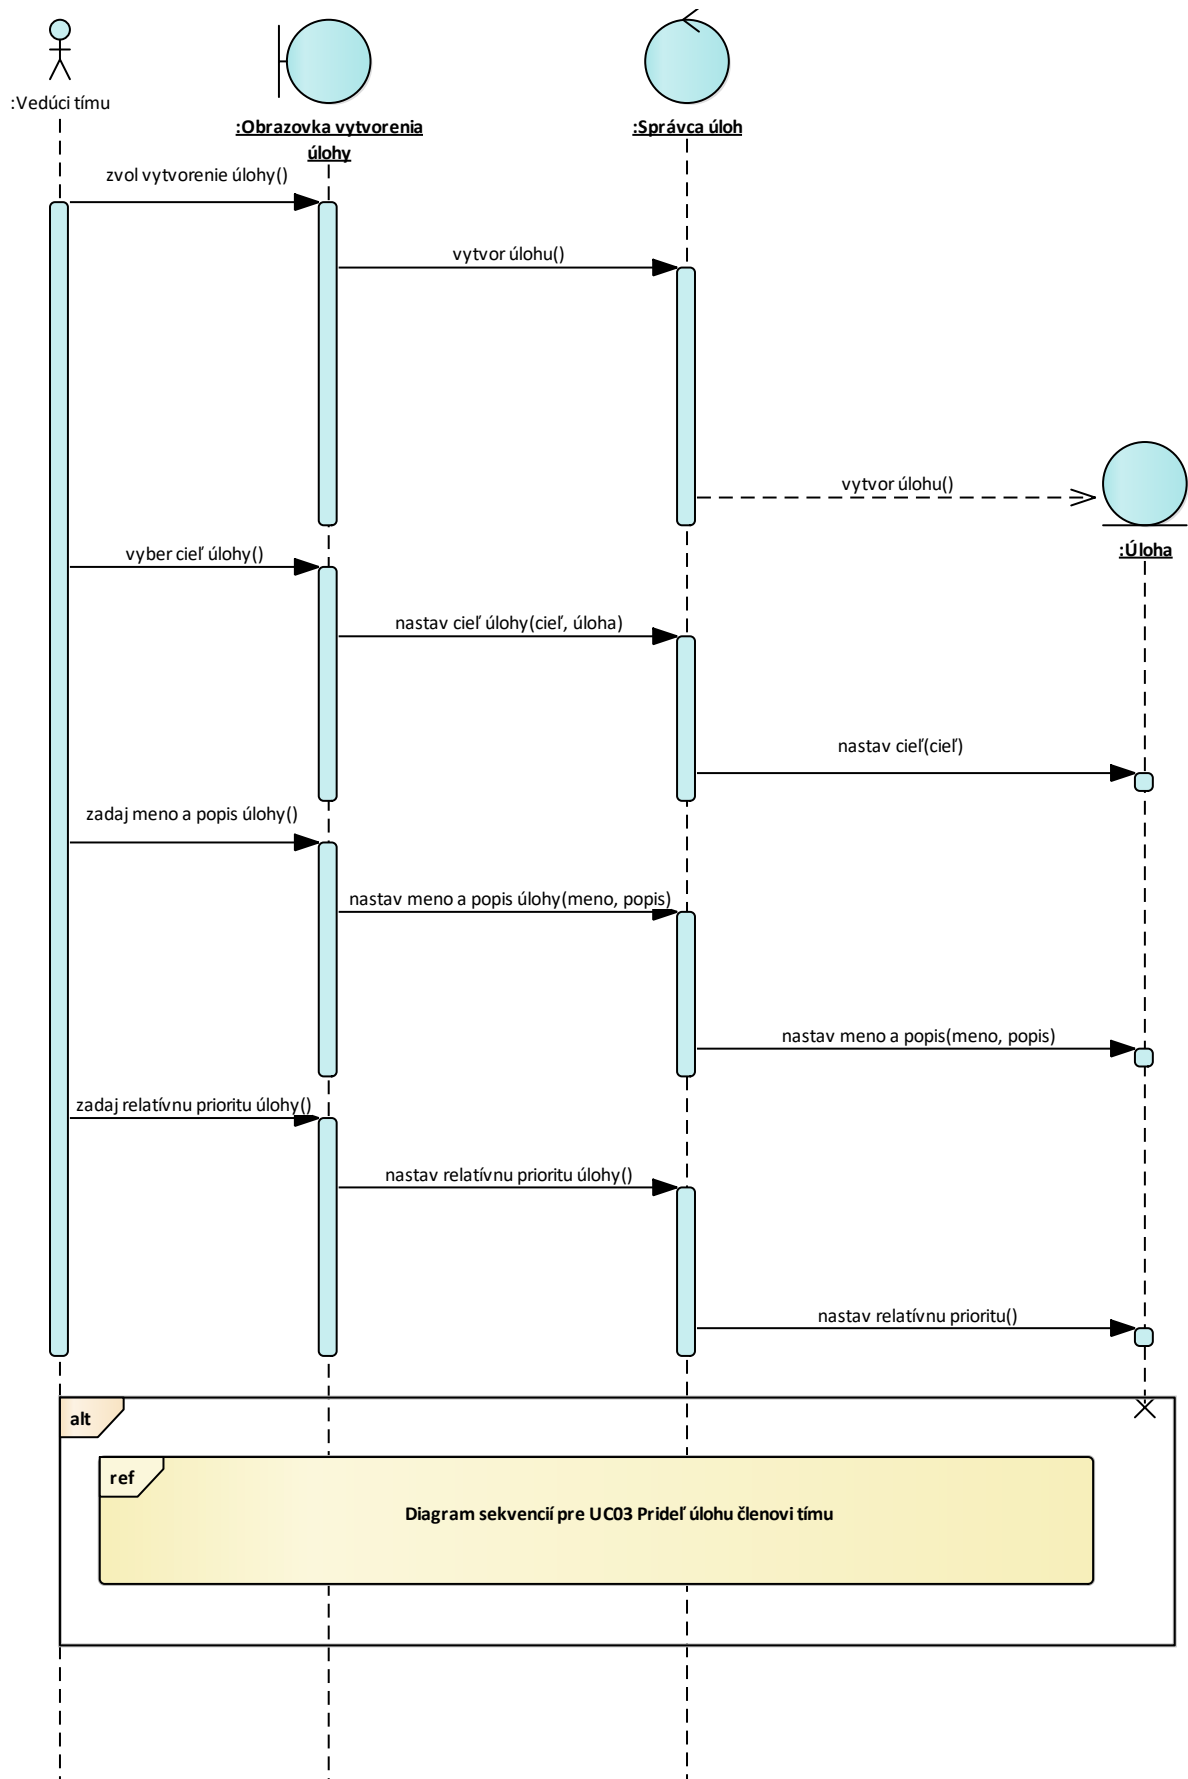 :Vedúci tímu
:Obrazovka vytvorenia
úlohy
:Správca úloh
zvol vytvorenie úlohy()
vytvor úlohu()
vytvor úlohu()
:Úloha
vyber cieľ úlohy()
nastav cieľ úlohy(cieľ, úloha)
nastav cieľ(cieľ)
zadaj meno a popis úlohy()
nastav meno a popis úlohy(meno, popis)
nastav meno a popis(meno, popis)
zadaj relatívnu prioritu úlohy()
nastav relatívnu prioritu úlohy()
nastav relatívnu prioritu()
alt
ref
Diagram sekvencií pre UC03 Prideľ úlohu členovi tímu